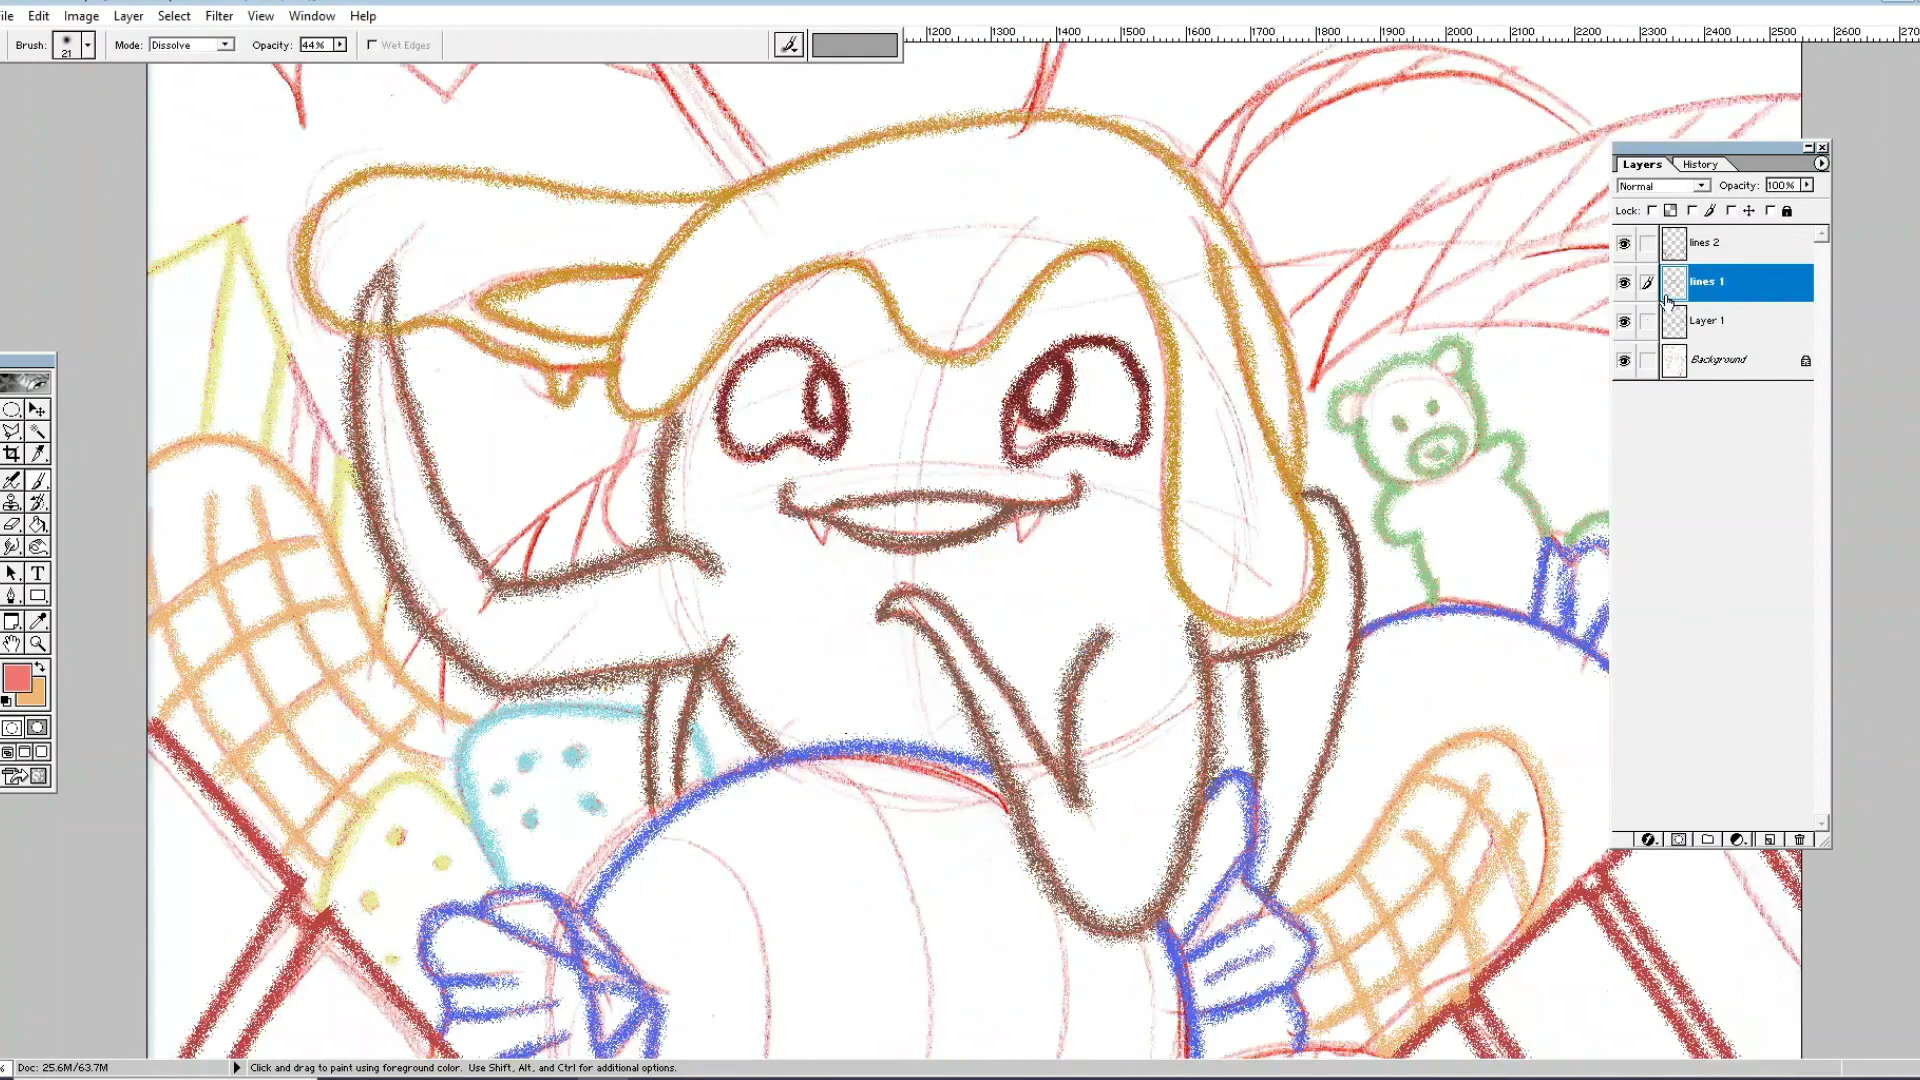 File Edit Image Layer Select Filter View Window Help
Brush: 21 Mode: Dissolve Opacity: 44% Wet Edges
1200 1300 1400 1500 1600 1700 1800 1900 2000 2100 2200 2300 2400 2500 2600 2700
Layers History
Normal Opacity: 100%
Lock:
lines 2
lines 1
Layer 1
Background
T
Doc: 25.6M/63.7M Click and drag to paint using foreground color. Use Shift, Alt, and Ctrl for additional options.